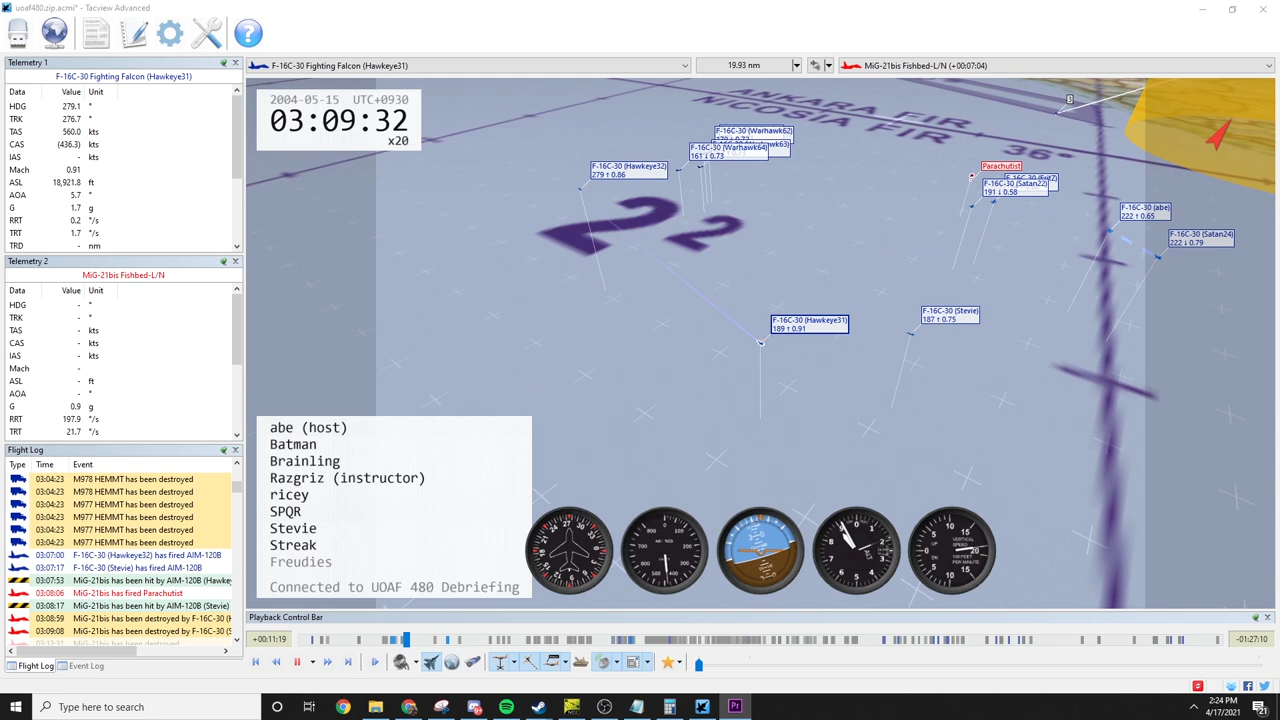 uoaf480.zip.acmi* - Tacview Advanced
Telemetry 1
F-16C-30 Fighting Falcon (Hawkeye31)
Data Value Unit
HDG 279.1 °
TRK 276.7 °
TAS 560.0 kts
CAS (436.3) kts
IAS - kts
Mach 0.91
ASL 18,921.8 ft
AOA 5.7 °
G 1.7 g
RRT 0.2 °/s
TRT 1.7 °/s
TRD - nm
Telemetry 2
MiG-21bis Fishbed-L/N
Data Value Unit
HDG - °
TRK - °
TAS - kts
CAS - kts
IAS - kts
Mach -
ASL - ft
AOA - °
G 0.9 g
RRT 197.9 °/s
TRT 21.7 °/s
Flight Log
Type Time Event
03:04:23 M978 HEMMT has been destroyed
03:04:23 M978 HEMMT has been destroyed
03:04:23 M977 HEMMT has been destroyed
03:04:23 M977 HEMMT has been destroyed
03:04:23 M977 HEMMT has been destroyed
03:04:23 M977 HEMMT has been destroyed
03:07:00 F-16C-30 (Hawkeye32) has fired AIM-120B
03:07:17 F-16C-30 (Stevie) has fired AIM-120B
03:07:53 MiG-21bis has been hit by AIM-120B (Hawke
03:08:06 MiG-21bis has fired Parachutist
03:08:17 MiG-21bis has been hit by AIM-120B (Stevie)
03:08:59 MiG-21bis has been destroyed by F-16C-30 (H
03:09:08 MiG-21bis has been destroyed by F-16C-30 (S
Flight Log Event Log
F-16C-30 Fighting Falcon (Hawkeye31)
19.93 nm
MiG-21bis Fishbed-L/N (+00:07:04)
2004-05-15 UTC+0930
03:09:32
x20
ANKARA FIR
NICOSIA FIR
36°
22
3
F-16C-30 (Warhawk62)
F-16C-30 (Warhawk64)
161 ↑ 0.73
F-16C-30 (Hawkeye32)
279 ↑ 0.86
Parachutist
F-16C-30 (Satan22)
191 ↓ 0.58
F-16C-30 (abe)
222 ↑ 0.65
F-16C-30 (Satan24)
222 ↓ 0.79
F-16C-30 (Hawkeye31)
189 ↑ 0.91
F-16C-30 (Stevie)
187 ↑ 0.75
abe (host)
Batman
Brainling
Razgriz (instructor)
ricey
SPQR
Stevie
Streak
Freudies
Connected to UOAF 480 Debriefing
Playback Control Bar
+00:11:19
-01:27:10
Type here to search
2:24 PM
4/17/2021
21